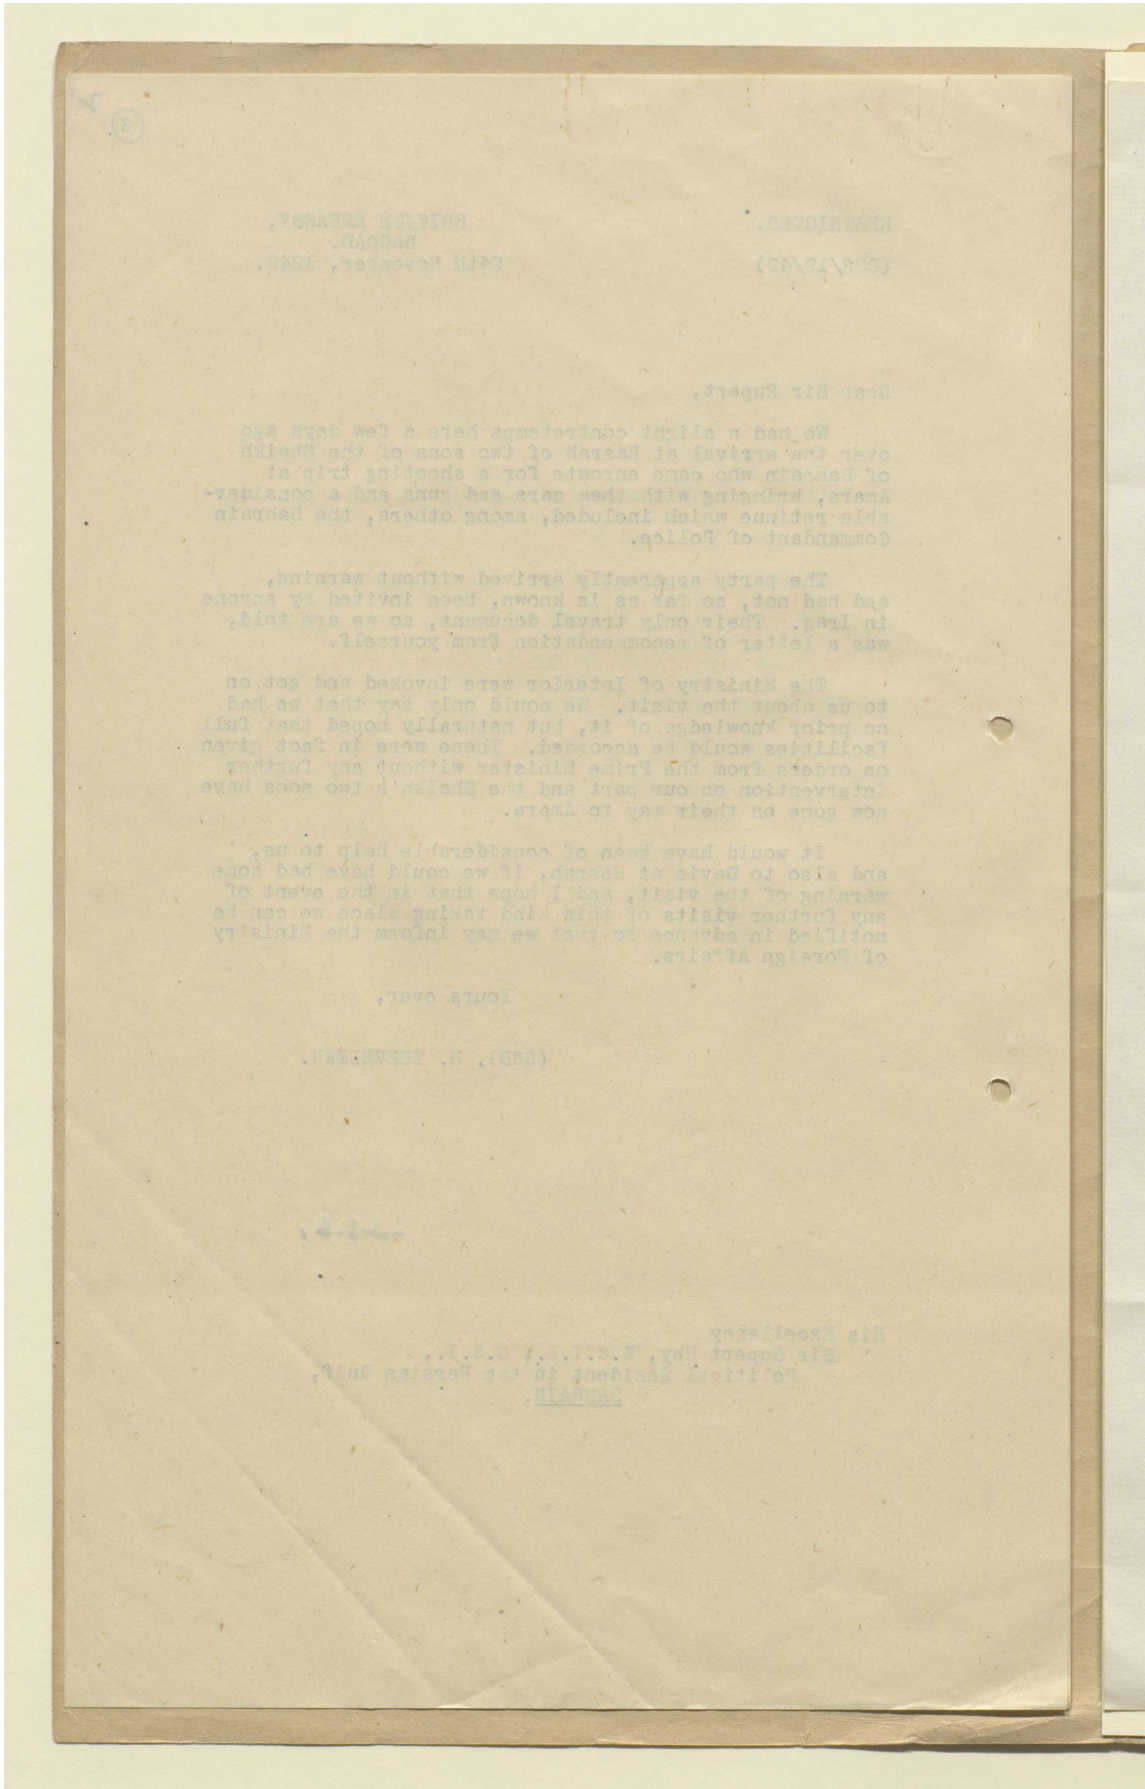 3
RESTRICTED.
BRITISH EMBASSY,
BAGDAD.
(202/19/49)
24th November, 1949.
Dear Sir Rupert,
We had a slight contretemps here a few days ago
over the arrival at Basrah of two sons of the Shaikh
of Bahrain who came enroute for a shooting trip at
Amara, bringing with them cars and guns and a consider-
able retinue which included, among others, the Bahrain
Commandant of Police.
The party apparently arrived without warning,
and had not, so far as is known, been invited by anyone
in Iraq. Their only travel document, so we are told,
was a letter of recommendation from yourself.
The Ministry of Interior were invoked and got on
to us about the visit. We could only say that we had
no prior knowledge of it, but naturally hoped that full
facilities would be accorded. These were in fact given
on orders from the Prime Minister without any further
intervention on our part and the Shaikh's two sons have
now gone on their way to Amara.
It would have been of considerable help to us,
and also to Davis at Basrah, if we could have had some
warning of the visit, and I hope that in the event of
any further visits of this kind taking place we can be
notified in advance so that we may inform the Ministry
of Foreign Affairs.
Yours ever,
(SGD). H. TREVELYAN.
His Excellency
Sir Rupert Hay, K.C.I.E., C.S.I.,
Political Resident in the Persian Gulf,
BAHRAIN.